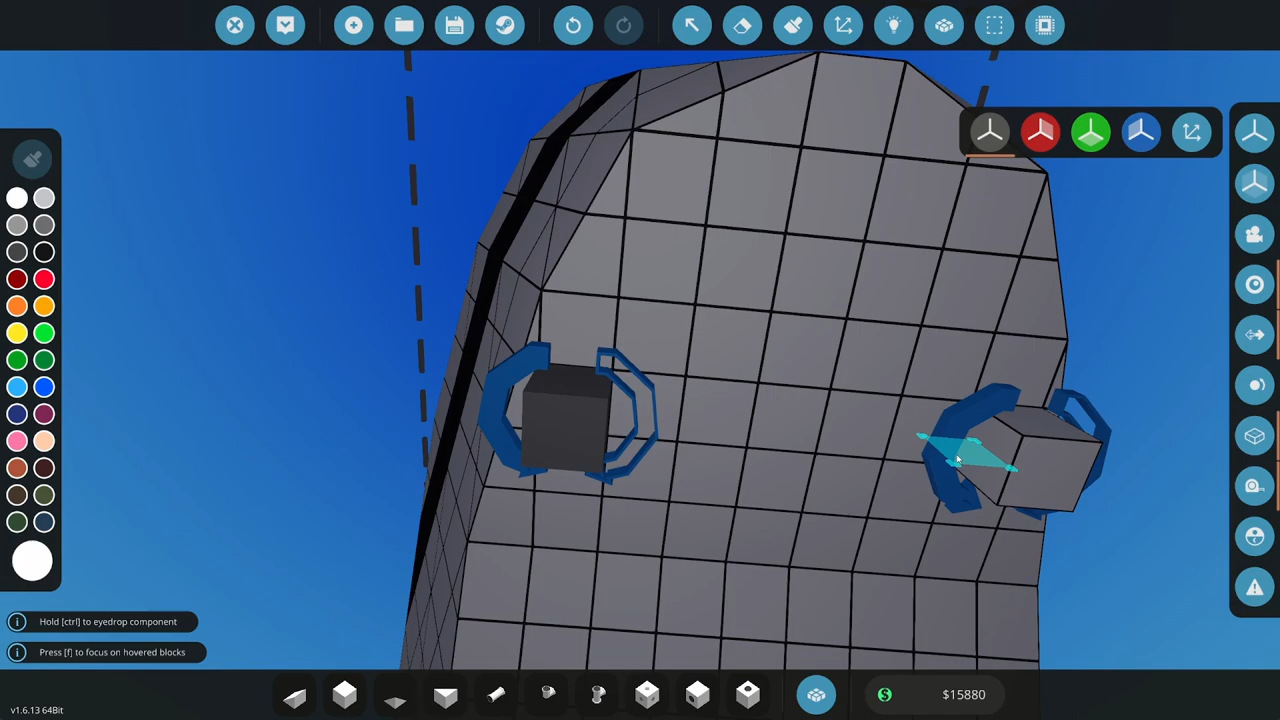 Hold [ctrl] to eyedrop component
Press [f] to focus on hovered blocks
$
$15880
v1.6.13 64Bit